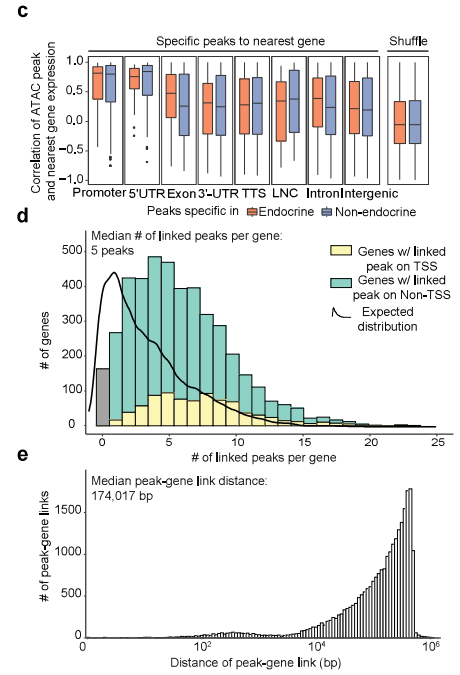 c
Specific peaks to nearest gene
Shuffle
Correlation of ATAC peak
and nearest gene expression
1.0
0.5
0.0
−0.5
−1.0
Promoter 5'UTR Exon 3'-UTR TTS LNC Intron Intergenic
Peaks specific in Endocrine Non-endocrine
d
Median # of linked peaks per gene:
5 peaks
Genes w/ linked
peak on TSS
Genes w/ linked
peak on Non-TSS
Expected
distribution
# of genes
500
400
300
200
100
0
0 5 10 15 20 25
# of linked peaks per gene
e
Median peak-gene link distance:
174,017 bp
# of peak-gene links
1500
1000
500
0
0 10² 10⁴ 10⁶
Distance of peak-gene link (bp)